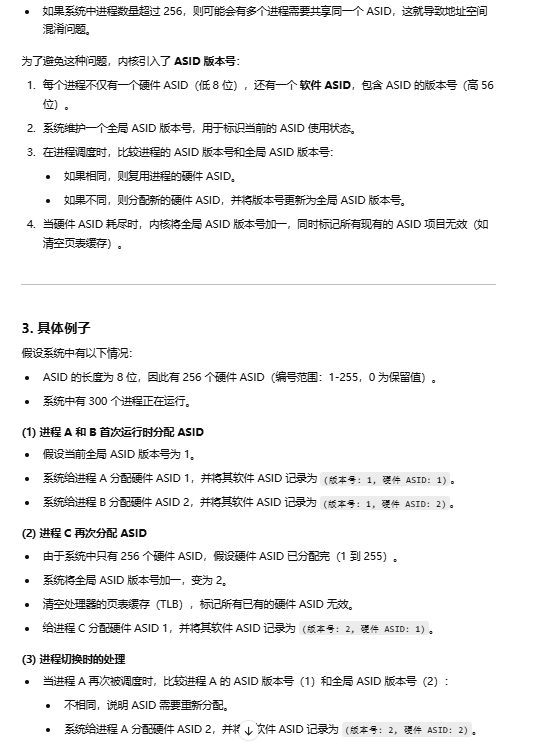 如果系统中进程数量超过 256，则可能会有多个进程需要共享同一个 ASID，这就导致地址空间
混淆问题。
为了避免这种问题，内核引入了 ASID 版本号：
1. 每个进程不仅有一个硬件 ASID（低 8 位），还有一个 软件 ASID，包含 ASID 的版本号（高 56
位）。
2. 系统维护一个全局 ASID 版本号，用于标识当前的 ASID 使用状态。
3. 在进程调度时，比较进程的 ASID 版本号和全局 ASID 版本号：
如果相同，则复用进程的硬件 ASID。
如果不同，则分配新的硬件 ASID，并将版本号更新为全局 ASID 版本号。
4. 当硬件 ASID 耗尽时，内核将全局 ASID 版本号加一，同时标记所有现有的 ASID 项目无效（如
清空页表缓存）。
3. 具体例子
假设系统中有以下情况：
ASID 的长度为 8 位，因此有 256 个硬件 ASID（编号范围：1-255，0 为保留值）。
系统中有 300 个进程正在运行。
(1) 进程 A 和 B 首次运行时分配 ASID
假设当前全局 ASID 版本号为 1。
系统给进程 A 分配硬件 ASID 1，并将其软件 ASID 记录为 (版本号: 1, 硬件 ASID: 1)。
系统给进程 B 分配硬件 ASID 2，并将其软件 ASID 记录为 (版本号: 1, 硬件 ASID: 2)。
(2) 进程 C 再次分配 ASID
由于系统中只有 256 个硬件 ASID，假设硬件 ASID 已分配完（1 到 255）。
系统将全局 ASID 版本号加一，变为 2。
清空处理器的页表缓存（TLB），标记所有已有的硬件 ASID 无效。
给进程 C 分配硬件 ASID 1，并将其软件 ASID 记录为 (版本号: 2, 硬件 ASID: 1)。
(3) 进程切换时的处理
当进程 A 再次被调度时，比较进程 A 的 ASID 版本号（1）和全局 ASID 版本号（2）：
不相同，说明 ASID 需要重新分配。
系统给进程 A 分配硬件 ASID 2，并将 软件 ASID 记录为 (版本号: 2, 硬件 ASID: 2)。